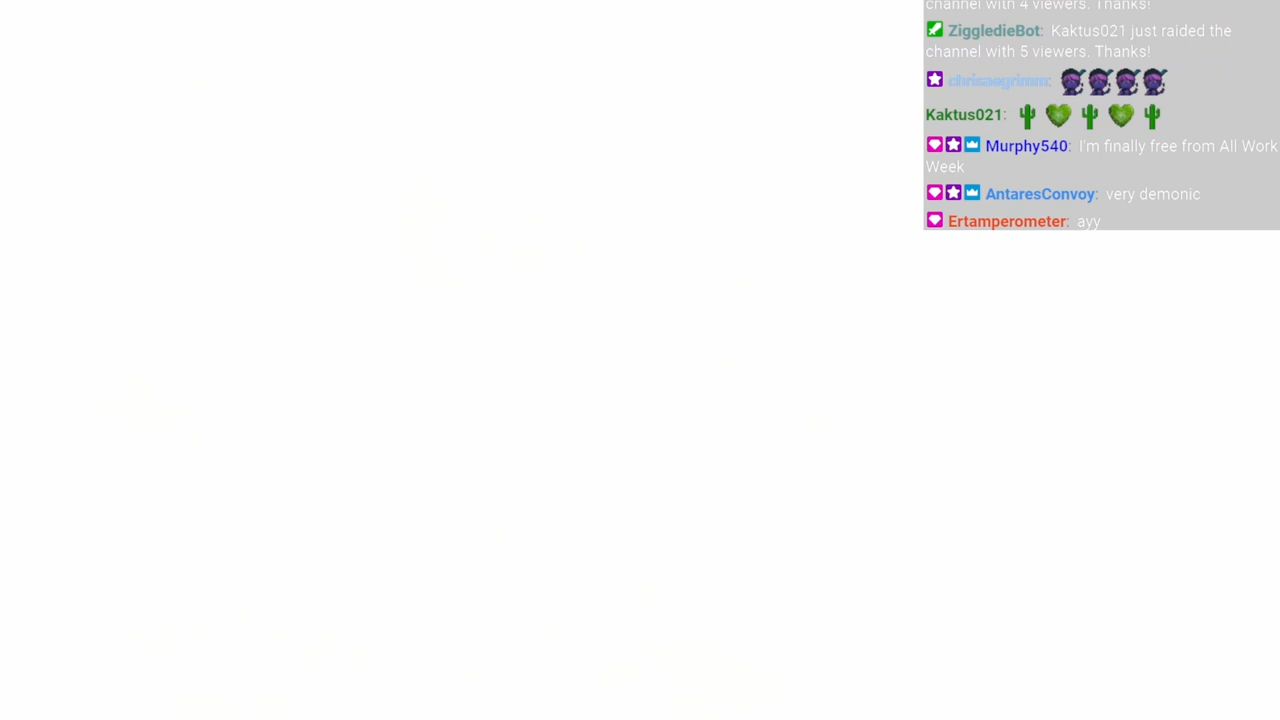 channel with 4 viewers. Thanks!
ZiggledieBot: Kaktus021 just raided the
channel with 5 viewers. Thanks!
chrisaegrimm:
Kaktus021:
Murphy540: I'm finally free from All Work
Week
AntaresConvoy: very demonic
Ertamperometer: ayy